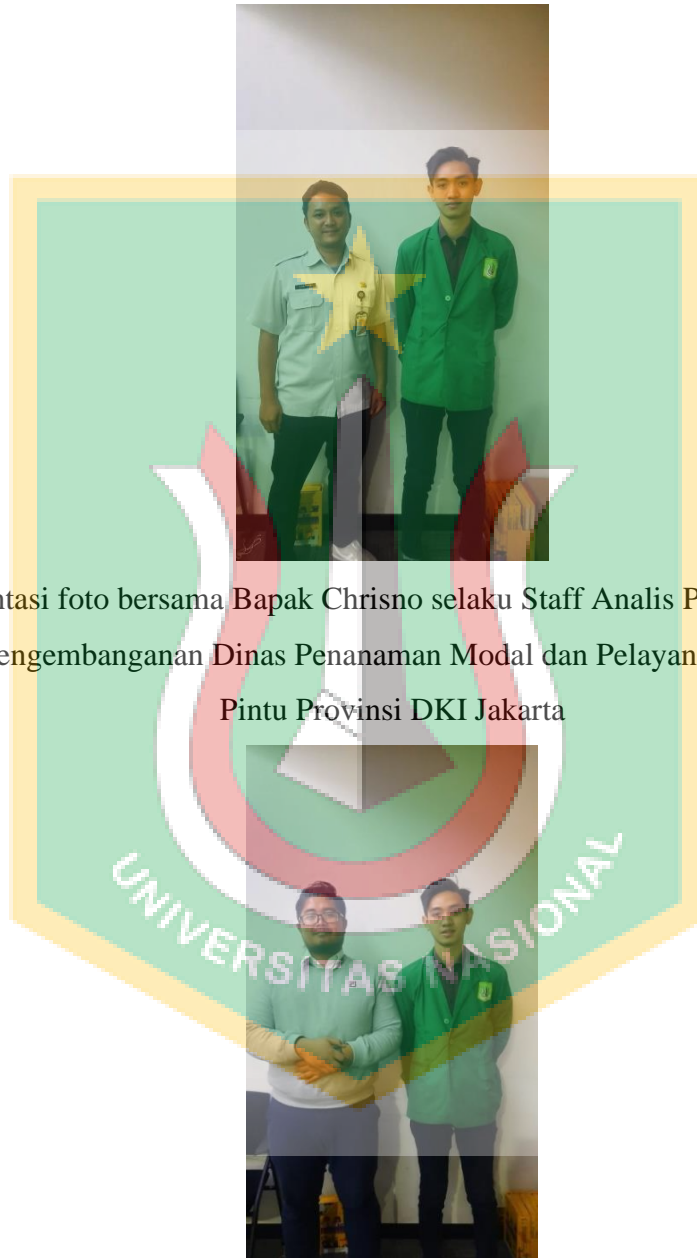 ntasi foto bersama Bapak Chrisno selaku Staff Analis P
engembanganan Dinas Penanaman Modal dan Pelayan
Pintu Provinsi DKI Jakarta
UNIVERSITAS NASIONAL